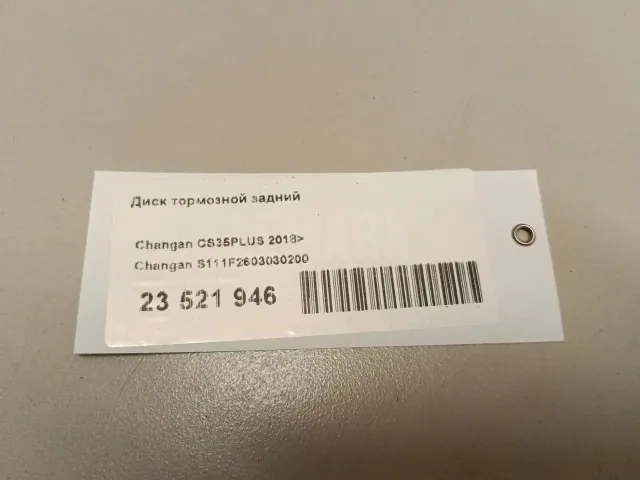 Диск тормозной задний
Changan CS35PLUS 2018>
Changan S111F2603030200
23 521 946